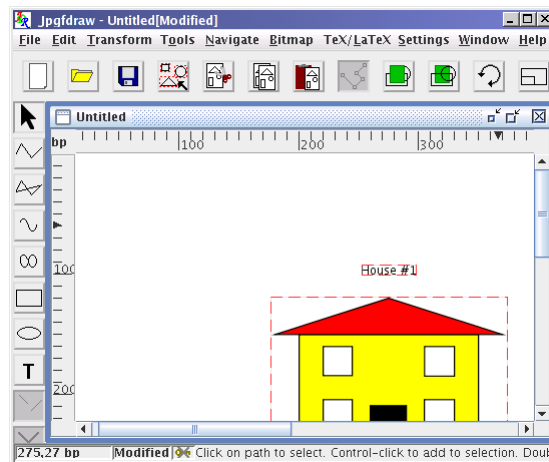 Jpgfdraw - Untitled[Modified]
File Edit Transform Tools Navigate Bitmap TeX/LaTeX Settings Window Help
Untitled
bp 100 200 300
House #1
100
200
T
275,27 bp Modified Click on path to select. Control-click to add to selection. Doub